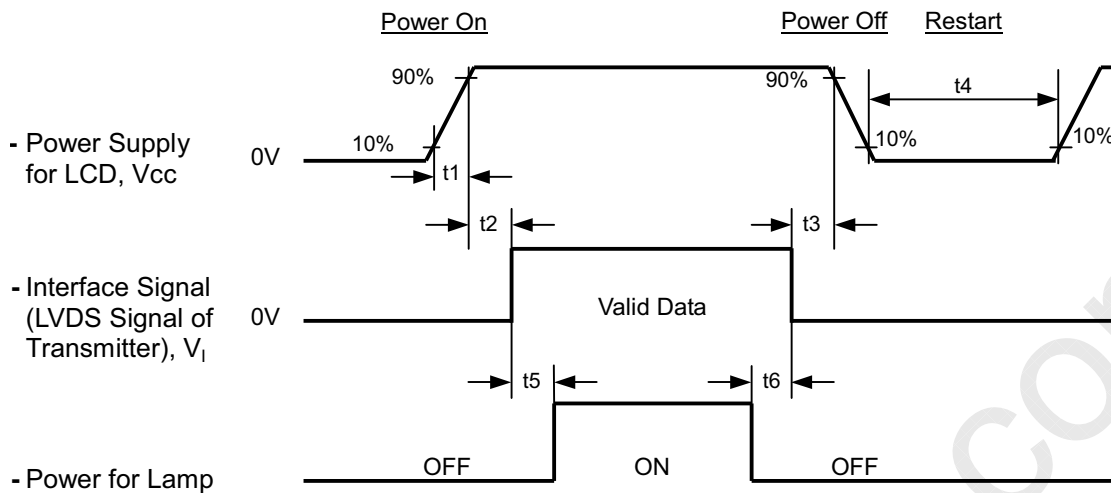 Power On
Power Off Restart
90%
90%
t4
- Power Supply
for LCD, Vcc
0V
10%
10%
10%
t1
t2
t3
- Interface Signal
(LVDS Signal of
Transmitter), VI
0V
Valid Data
t5
t6
- Power for Lamp
OFF
ON
OFF
com